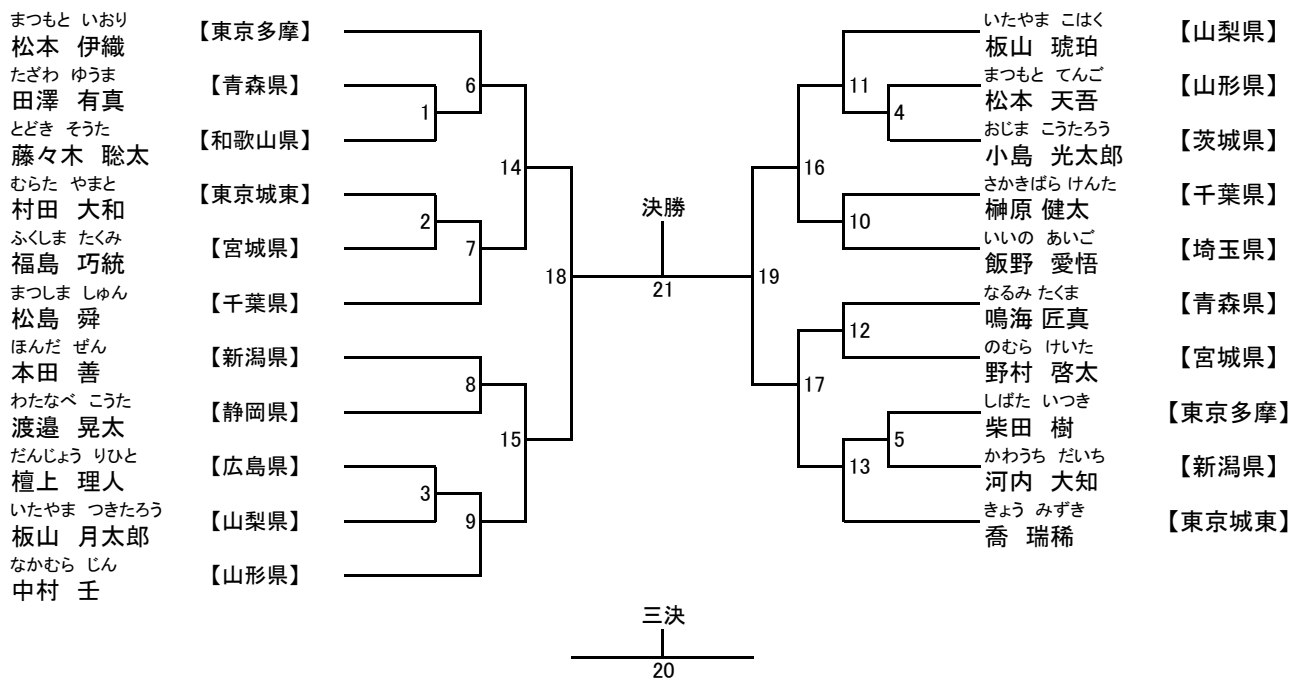 まつもと いおり
松本 伊織 【東京多摩】
たざわ ゆうま
田澤 有真 【青森県】
とどき そうた
藤々木 聡太 【和歌山県】
むらた やまと
村田 大和 【東京城東】
ふくしま たくみ
福島 巧統 【宮城県】
まつしま しゅん
松島 舜 【千葉県】
ほんだ ぜん
本田 善 【新潟県】
わたなべ こうた
渡邉 晃太 【静岡県】
だんじょう りひと
檀上 理人 【広島県】
いたやま つきたろう
板山 月太郎 【山梨県】
なかむら じん
中村 壬 【山形県】
1
2
3
6
7
8
9
14
15
18
決勝
21
三決
20
19
16
17
11
10
12
13
4
5
いたやま こはく
板山 琥珀 【山梨県】
まつもと てんご
松本 天吾 【山形県】
おじま こうたろう
小島 光太郎 【茨城県】
さかきばら けんた
榊原 健太 【千葉県】
いいの あいご
飯野 愛悟 【埼玉県】
なるみ たくま
鳴海 匠真 【青森県】
のむら けいた
野村 啓太 【宮城県】
しばた いつき
柴田 樹 【東京多摩】
かわうち だいち
河内 大知 【新潟県】
きょう みずき
喬 瑞稀 【東京城東】